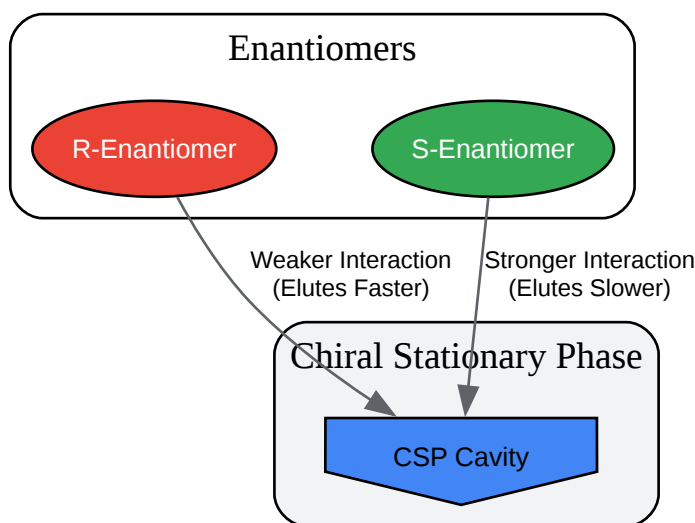 Enantiomers
R-Enantiomer
S-Enantiomer
Weaker Interaction
(Elutes Faster)
Stronger Interaction
(Elutes Slower)
Chiral Stationary Phase
CSP Cavity